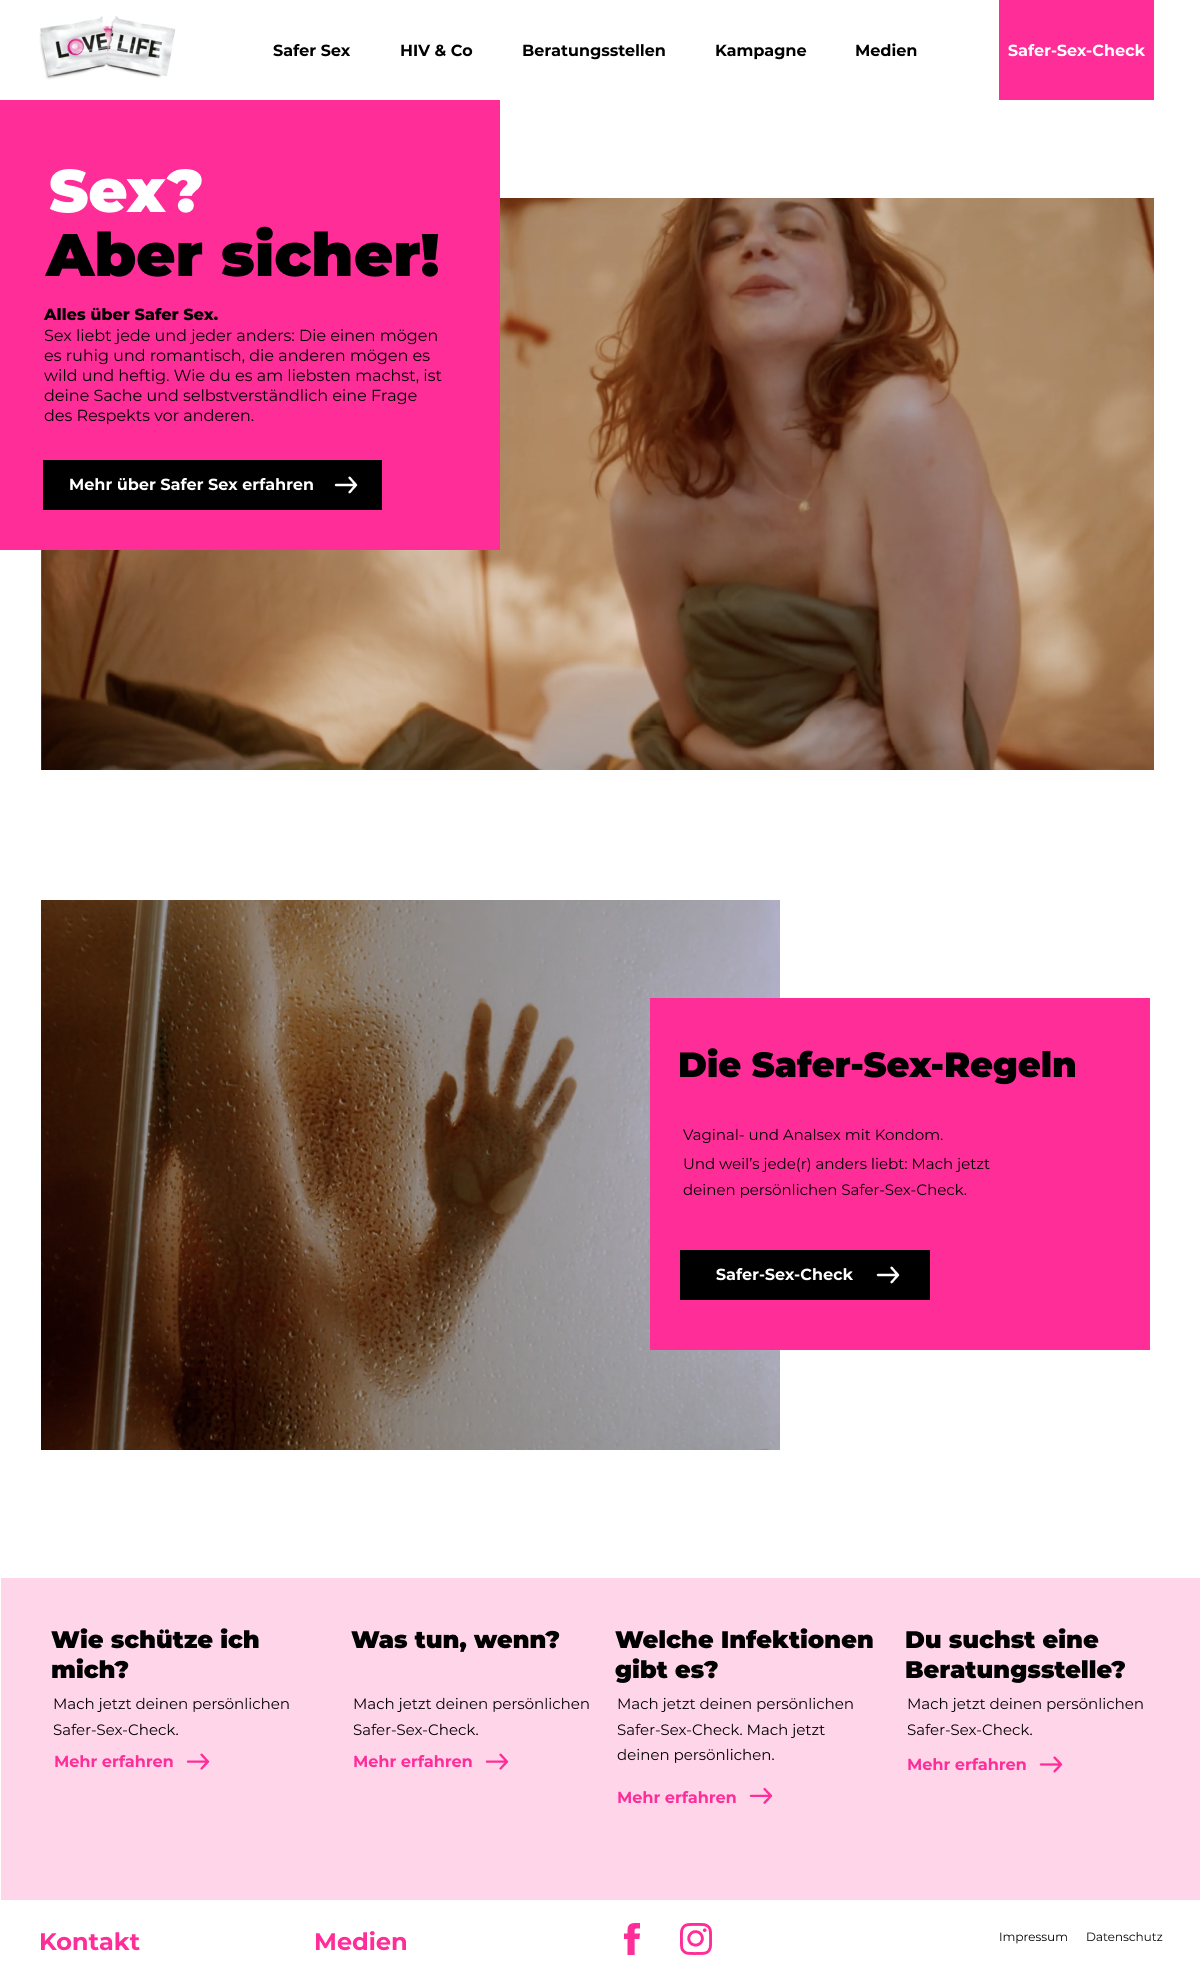 LOVE LIFE
Safer Sex
HIV & Co
Beratungsstellen
Kampagne
Medien
Safer-Sex-Check
Sex?
Aber sicher!
Alles über Safer Sex.
Sex liebt jede und jeder anders: Die einen mögen
es ruhig und romantisch, die anderen mögen es
wild und heftig. Wie du es am liebsten machst, ist
deine Sache und selbstverständlich eine Frage
des Respekts vor anderen.
Mehr über Safer Sex erfahren
Die Safer-Sex-Regeln
Vaginal- und Analsex mit Kondom.
Und weil’s jede(r) anders liebt: Mach jetzt
deinen persönlichen Safer-Sex-Check.
Safer-Sex-Check
Wie schütze ich
mich?
Mach jetzt deinen persönlichen
Safer-Sex-Check.
Mehr erfahren
Was tun, wenn?
Mach jetzt deinen persönlichen
Safer-Sex-Check.
Mehr erfahren
Welche Infektionen
gibt es?
Mach jetzt deinen persönlichen
Safer-Sex-Check. Mach jetzt
deinen persönlichen.
Mehr erfahren
Du suchst eine
Beratungsstelle?
Mach jetzt deinen persönlichen
Safer-Sex-Check.
Mehr erfahren
Kontakt
Medien
Impressum
Datenschutz